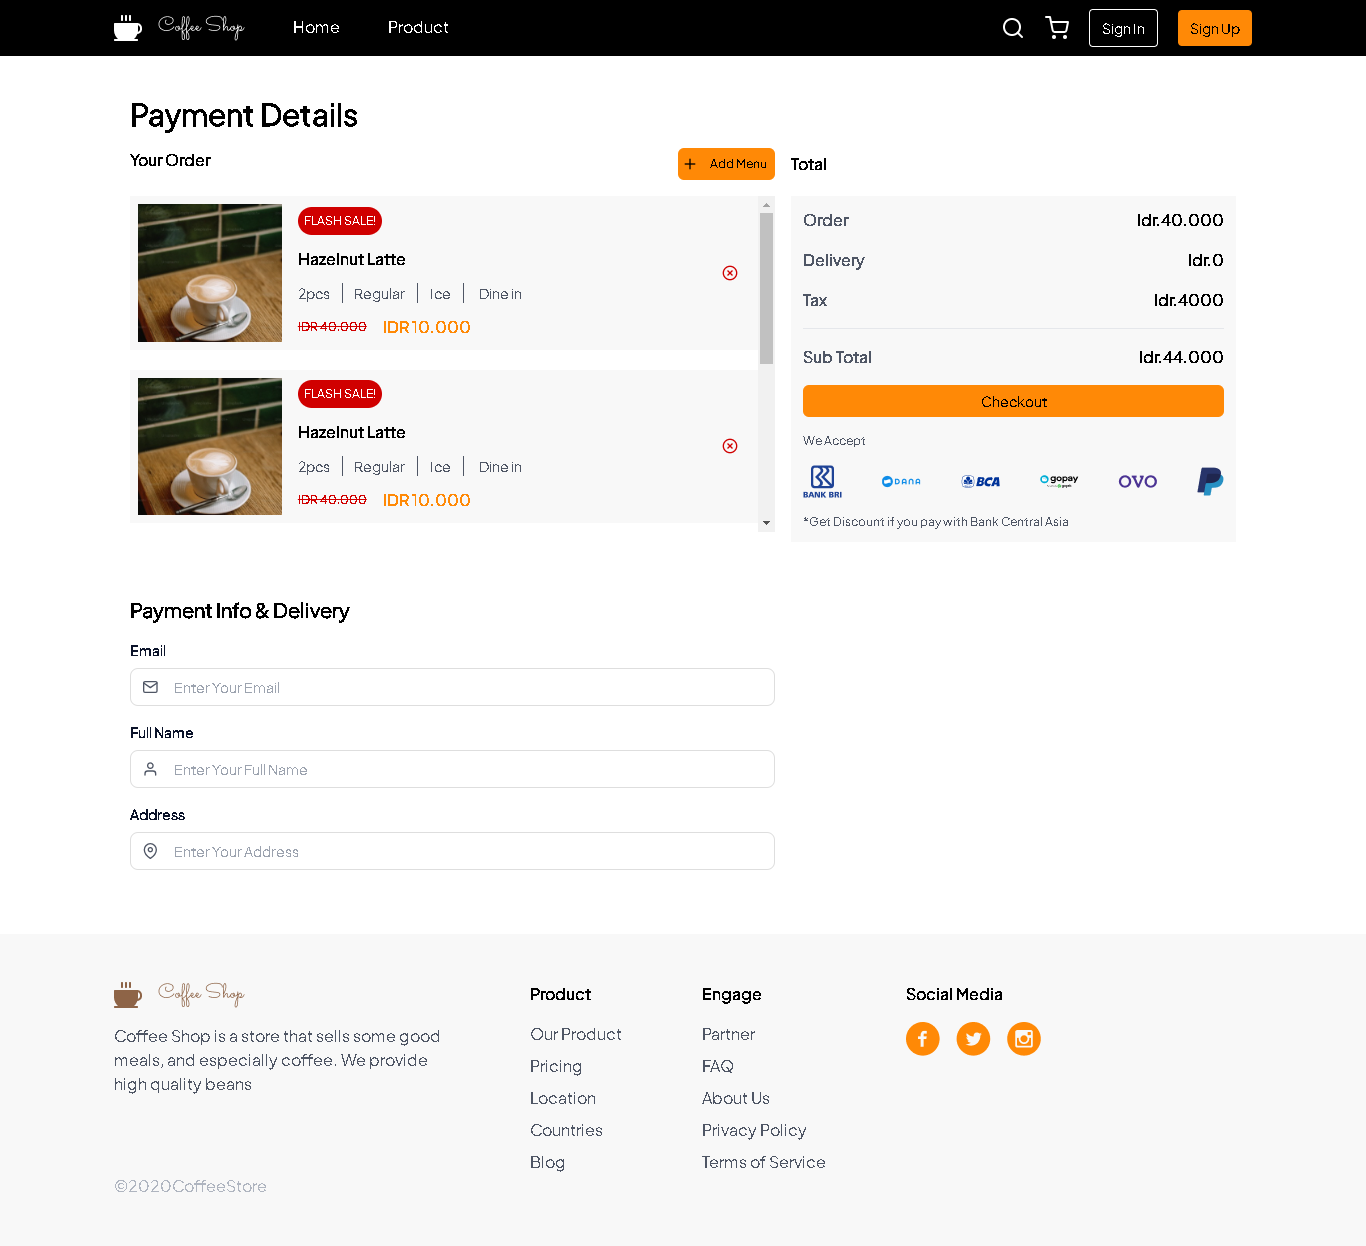 Coffee Shop
Home
Product
Sign In
Sign Up
Payment Details
Your Order
Add Menu
Total
FLASH SALE!
Hazelnut Latte
2pcs
Regular
Ice
Dine in
IDR 40.000
IDR 10.000
FLASH SALE!
Hazelnut Latte
2pcs
Regular
Ice
Dine in
IDR 40.000
IDR 10.000
Order
Idr.40.000
Delivery
Idr.0
Tax
Idr.4000
Sub Total
Idr.44.000
Checkout
We Accept
BANK BRI
DANA
BCA
gopay
OVO
*Get Discount if you pay with Bank Central Asia
Payment Info & Delivery
Email
Enter Your Email
Full Name
Enter Your Full Name
Address
Enter Your Address
Coffee Shop
Coffee Shop is a store that sells some good
meals, and especially coffee. We provide
high quality beans
©2020CoffeeStore
Product
Our Product
Pricing
Location
Countries
Blog
Engage
Partner
FAQ
About Us
Privacy Policy
Terms of Service
Social Media